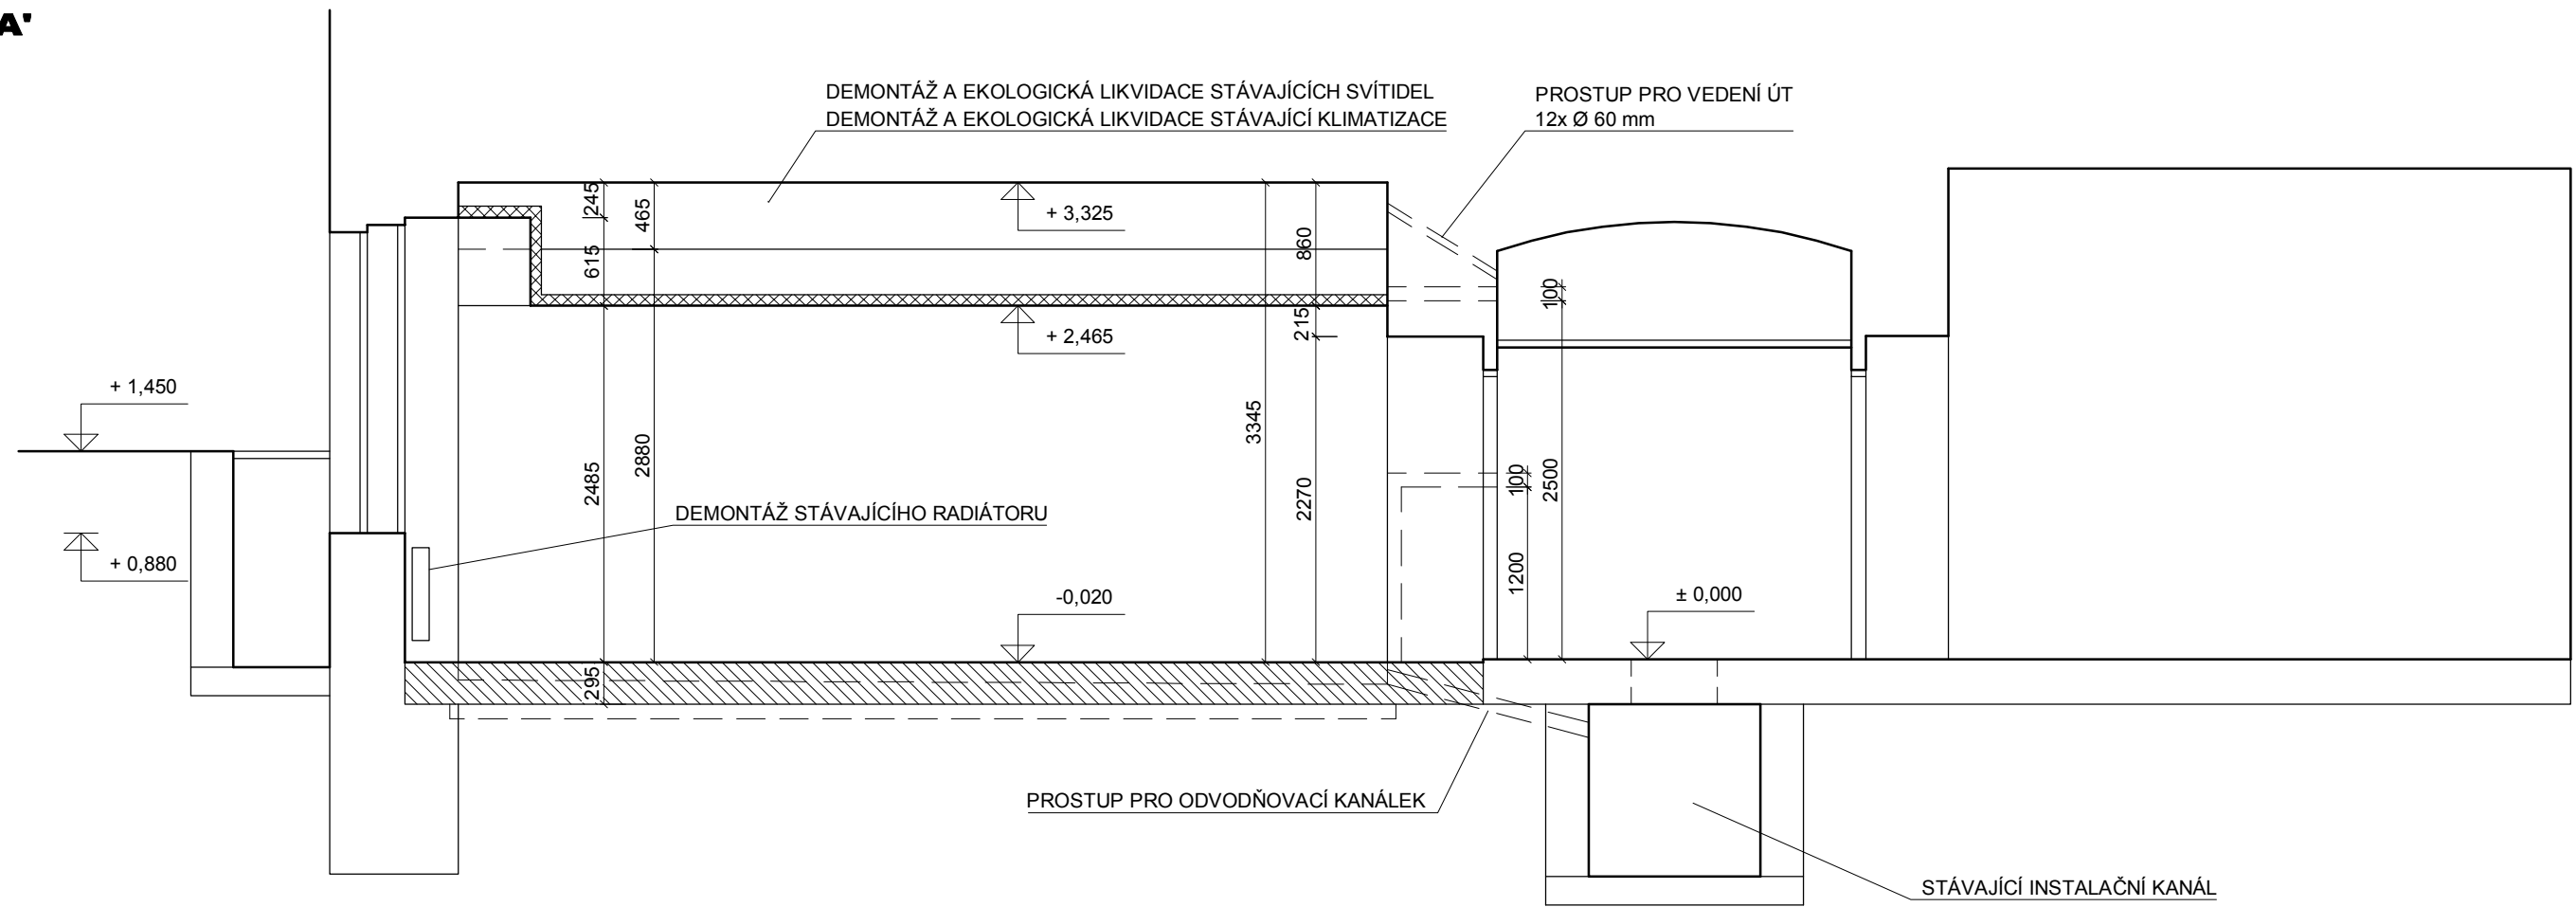 A'
DEMONTÁŽ A EKOLOGICKÁ LIKVIDACE STÁVAJÍCÍCH SVÍTIDEL
DEMONTÁŽ A EKOLOGICKÁ LIKVIDACE STÁVAJÍCÍ KLIMATIZACE
PROSTUP PRO VEDENÍ ÚT
12x Ø 60 mm
245
465
+ 3,325
860
615
100
215
+ 2,465
+ 1,450
3345
2880
2485
2270
100
2500
DEMONTÁŽ STÁVAJÍCÍHO RADIÁTORU
+ 0,880
1200
-0,020
± 0,000
295
PROSTUP PRO ODVODŇOVACÍ KANÁLEK
STÁVAJÍCÍ INSTALAČNÍ KANÁL